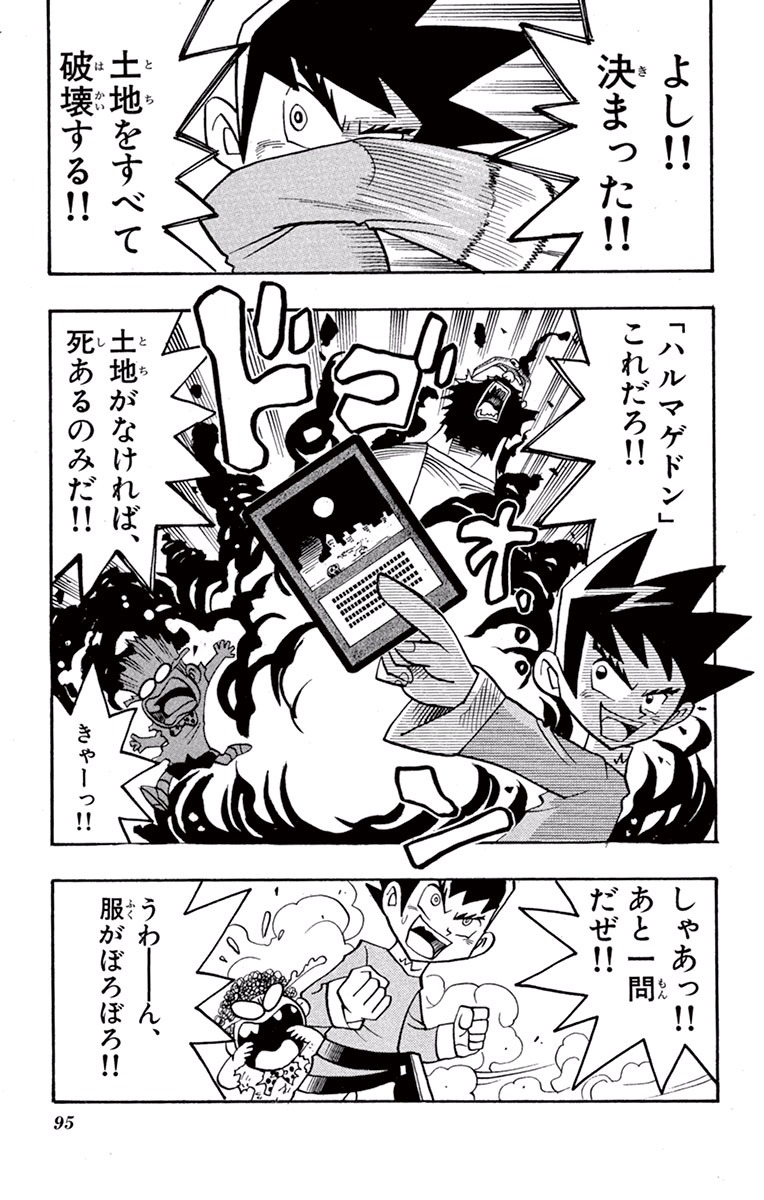 よし!!
決まった!!
土地をすべて
破壊する!!
「ハルマゲドン」
これだろ!!
ドゴォーン
土地がなければ、
死あるのみだ!!
きゃーっ!!
しゃあっ!!
あと一問
だぜ!!
うわーーん、
服がぼろぼろ!!
95